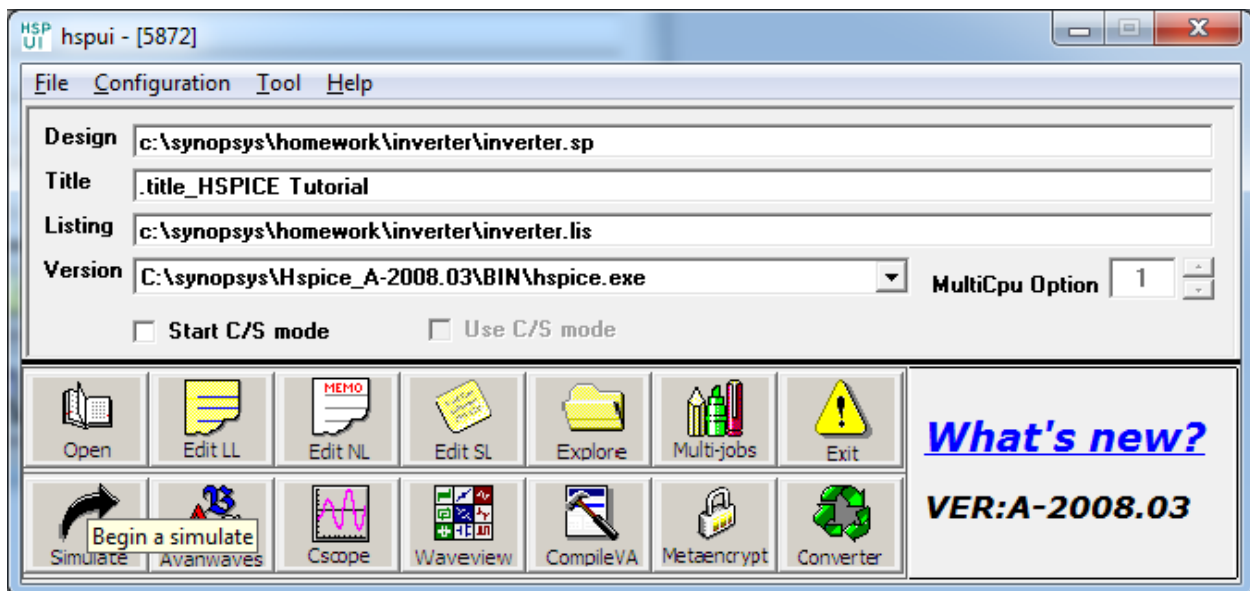 HSP UI hspui - [5872]
File Configuration Tool Help
Design c:\synopsys\homework\inverter\inverter.sp
Title .title_HSPICE Tutorial
Listing c:\synopsys\homework\inverter\inverter.lis
Version C:\synopsys\Hspice_A-2008.03\BIN\hspice.exe MultiCpu Option 1
Start C/S mode Use C/S mode
MEMO
Open Edit LL Edit NL Edit SL Explore Multi-jobs Exit
What's new?
VER:A-2008.03
Begin a simulate
Simulate Avanwaves Cscope Waveview CompileVA Metaencrypt Converter